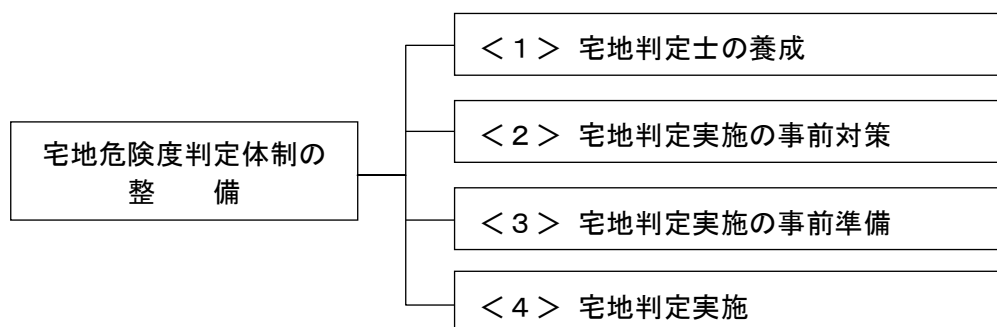 宅地危険度判定体制の
整　　備
＜１＞ 宅地判定士の養成
＜２＞ 宅地判定実施の事前対策
＜３＞ 宅地判定実施の事前準備
＜４＞ 宅地判定実施